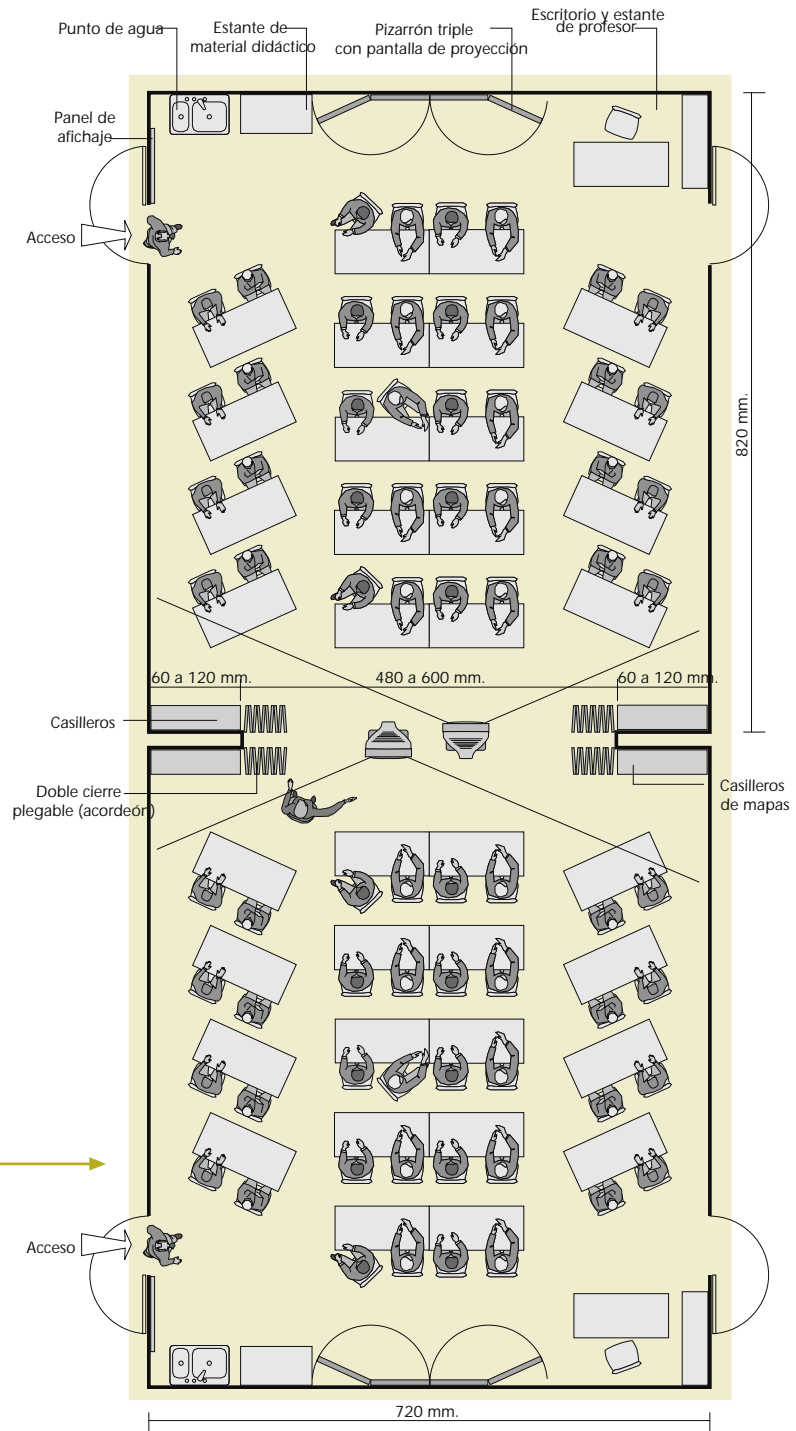 Punto de agua
Estante de
material didáctico
Pizarrón triple
con pantalla de proyección
Escritorio y estante
de profesor
Panel de
afichaje
Acceso
820 mm.
60 a 120 mm.
480 a 600 mm.
60 a 120 mm.
Casilleros
Doble cierre
plegable (acordeón)
Casilleros
de mapas
Acceso
720 mm.